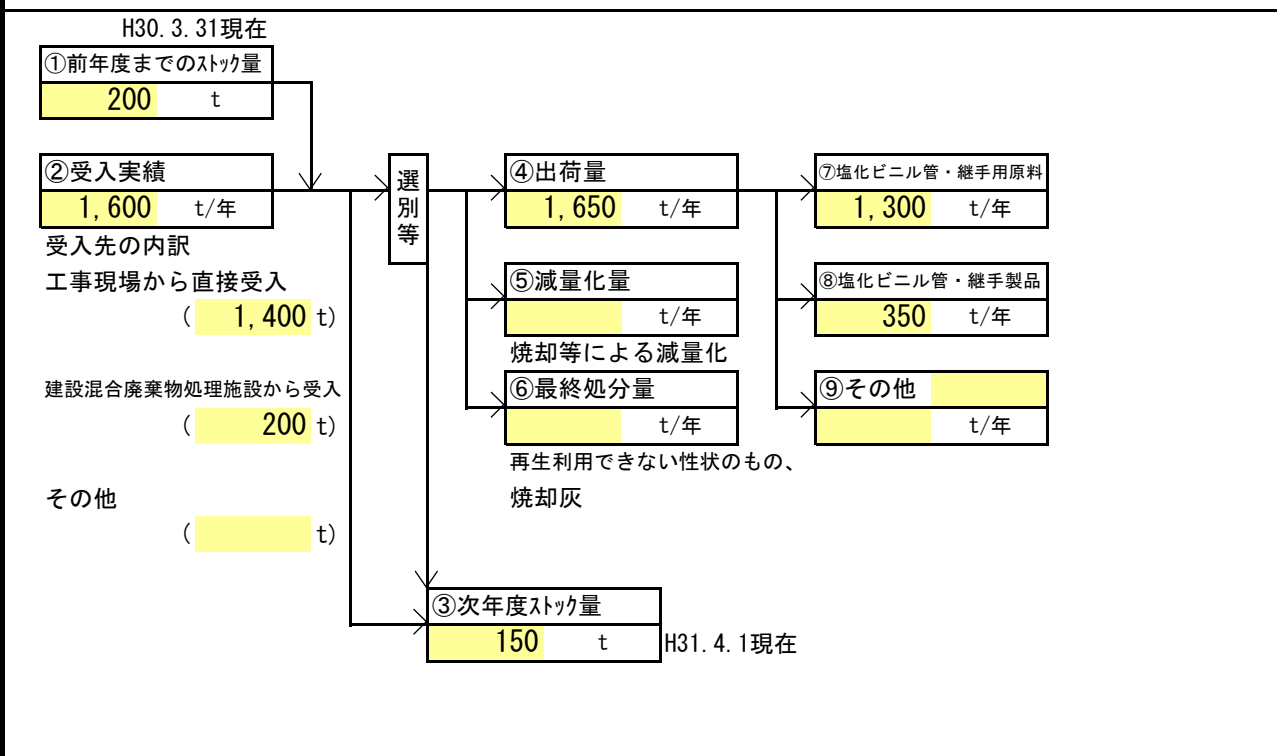 H30.3.31現在
①前年度までのｽﾄｯｸ量
200 t
②受入実績
1,600 t/年
受入先の内訳
工事現場から直接受入
( 1,400 t)
建設混合廃棄物処理施設から受入
( 200 t)
その他
( t)
選別等
④出荷量
1,650 t/年
⑤減量化量
t/年
焼却等による減量化
⑥最終処分量
t/年
再生利用できない性状のもの、
焼却灰
⑦塩化ビニル管・継手用原料
1,300 t/年
⑧塩化ビニル管・継手製品
350 t/年
⑨その他
t/年
③次年度ｽﾄｯｸ量
150 t
H31.4.1現在